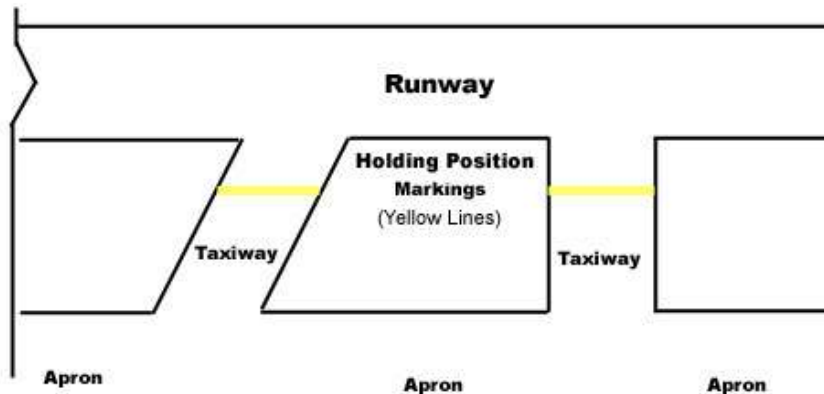 Runway
Holding Position
Markings
(Yellow Lines)
Taxiway
Taxiway
Apron
Apron
Apron